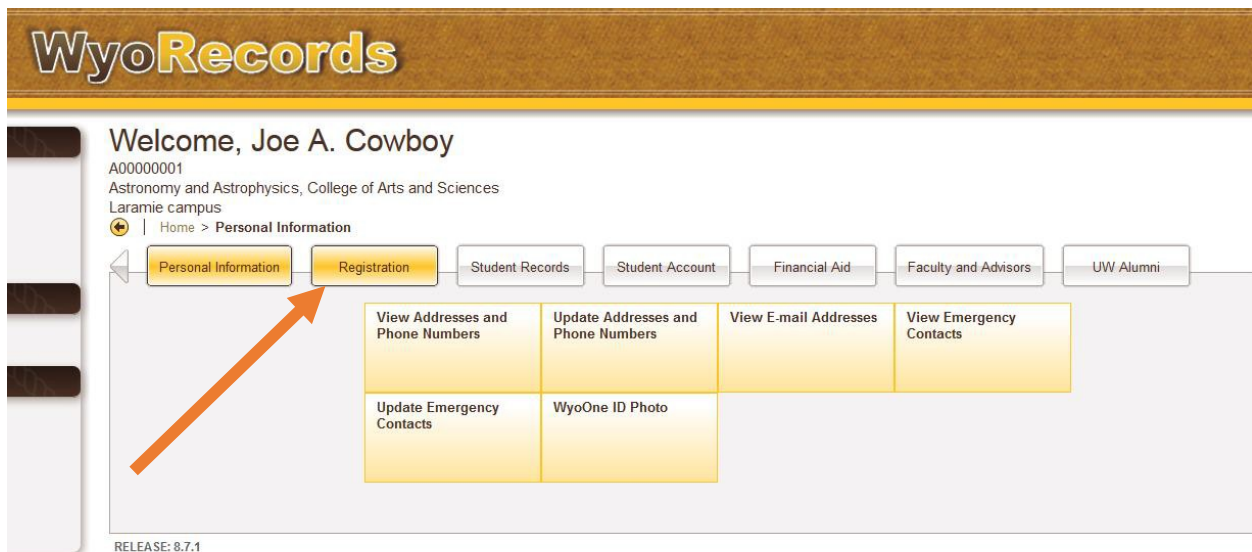 WyoRecords
Welcome, Joe A. Cowboy
A00000001
Astronomy and Astrophysics, College of Arts and Sciences
Laramie campus
| Home > Personal Information
Personal Information Registration Student Records Student Account Financial Aid Faculty and Advisors UW Alumni
View Addresses and Phone Numbers
Update Addresses and Phone Numbers
View E-mail Addresses
View Emergency Contacts
Update Emergency Contacts
WyoOne ID Photo
RELEASE: 8.7.1